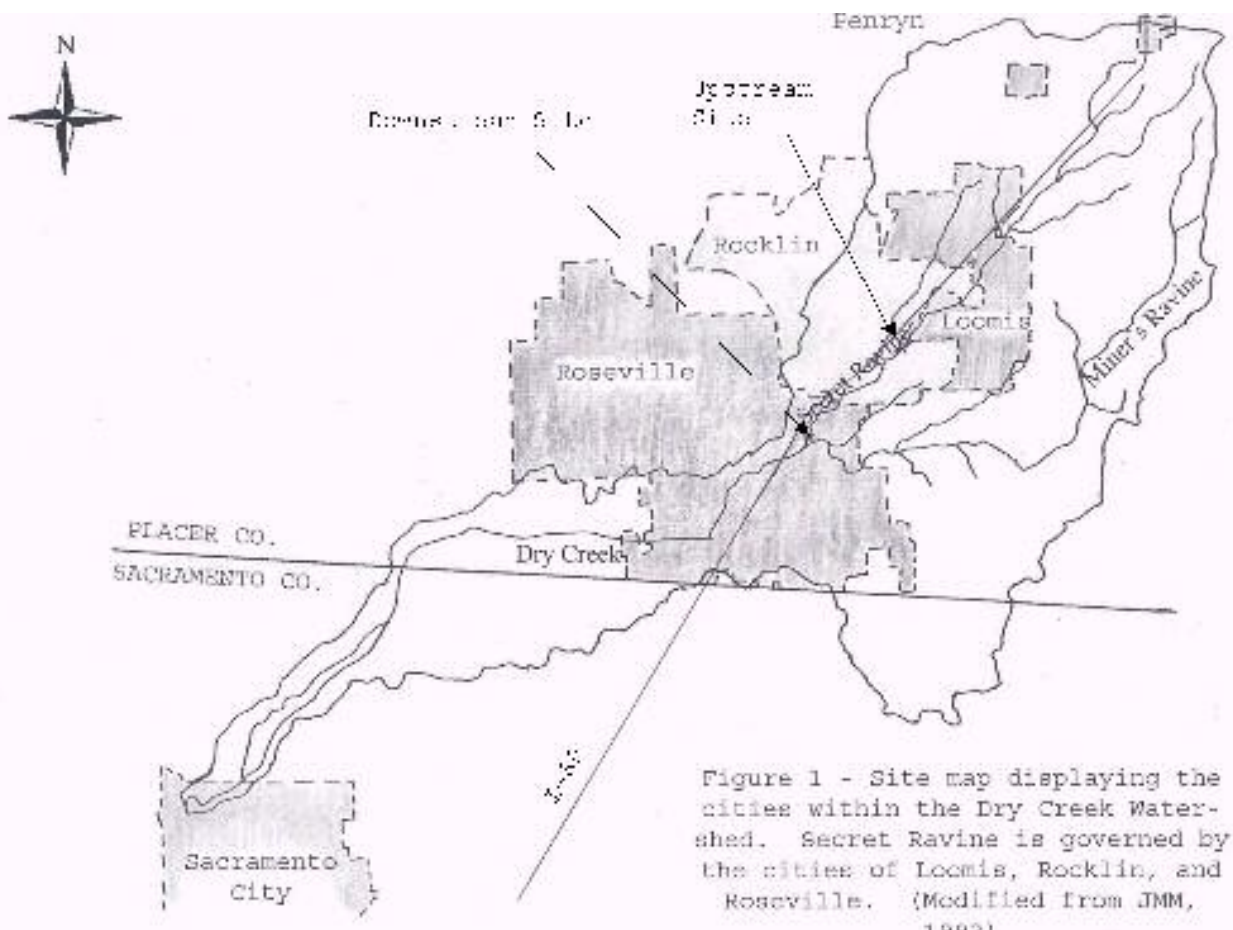 Penryn
N
Upstream
Site
Site
Rocklin
Loomis
Miner's Ravine
Roseville
Secret Ravine
PLACER CO.
Dry Creek
SACRAMENTO CO.
I-80
Sacramento
City
Figure 1 - Site map displaying the
cities within the Dry Creek Water-
shed. Secret Ravine is governed by
the cities of Loomis, Rocklin, and
Roseville. (Modified from JMM,